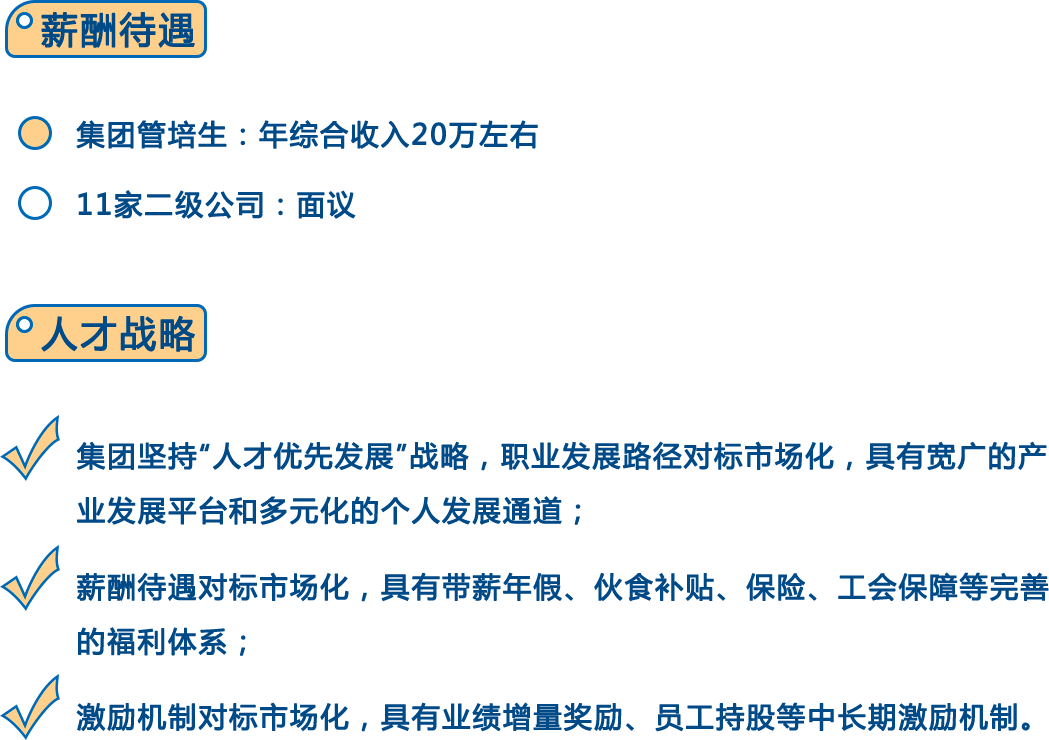 薪酬待遇
集团管培生：年综合收入20万左右
11家二级公司：面议
人才战略
集团坚持“人才优先发展”战略，职业发展路径对标市场化，具有宽广的产
业发展平台和多元化的个人发展通道；
薪酬待遇对标市场化，具有带薪年假、伙食补贴、保险、工会保障等完善
的福利体系；
激励机制对标市场化，具有业绩增量奖励、员工持股等中长期激励机制。